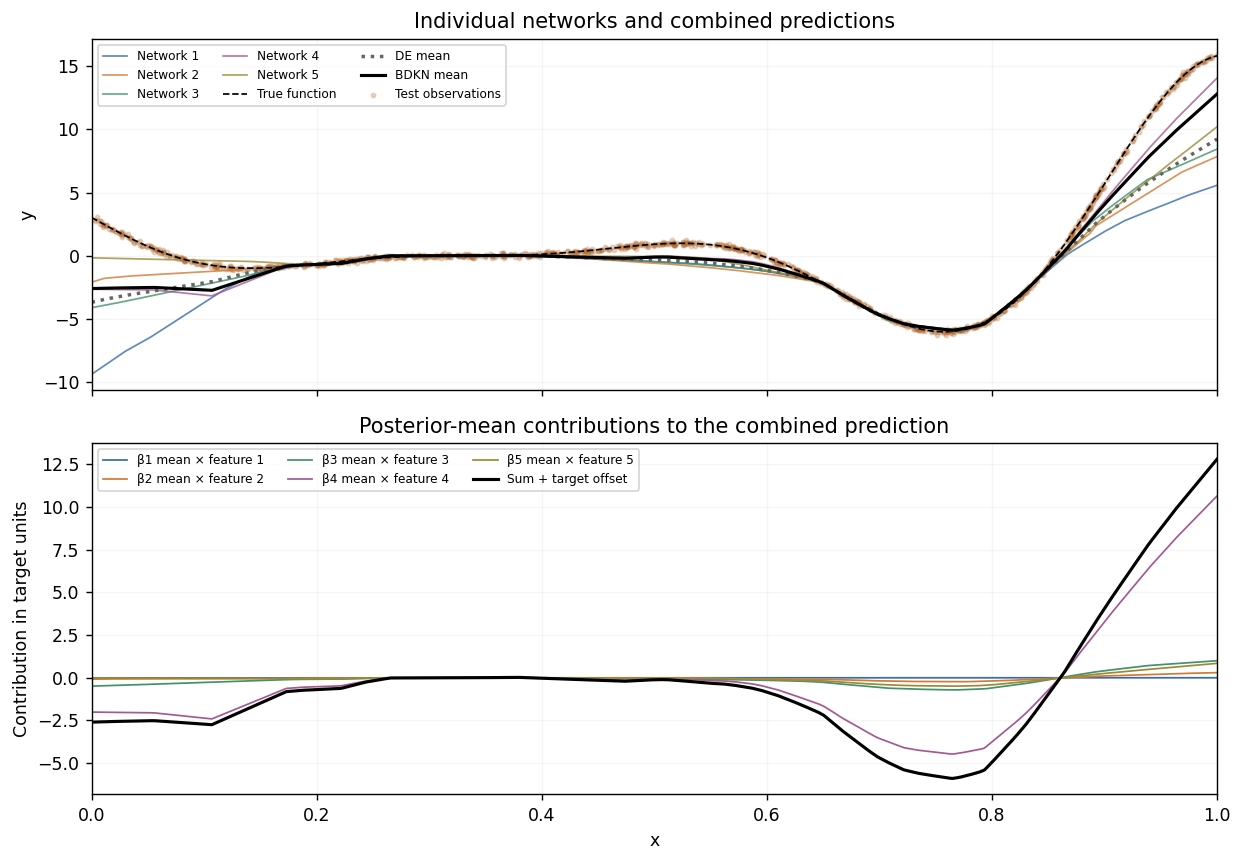 Individual networks and combined predictions
Network 1
Network 2
Network 3
Network 4
Network 5
True function
DE mean
BDKN mean
Test observations
15
10
5
0
−5
−10
y
Posterior-mean contributions to the combined prediction
β1 mean × feature 1
β2 mean × feature 2
β3 mean × feature 3
β4 mean × feature 4
β5 mean × feature 5
Sum + target offset
12.5
10.0
7.5
5.0
2.5
0.0
−2.5
−5.0
Contribution in target units
0.0
0.2
0.4
0.6
0.8
1.0
x